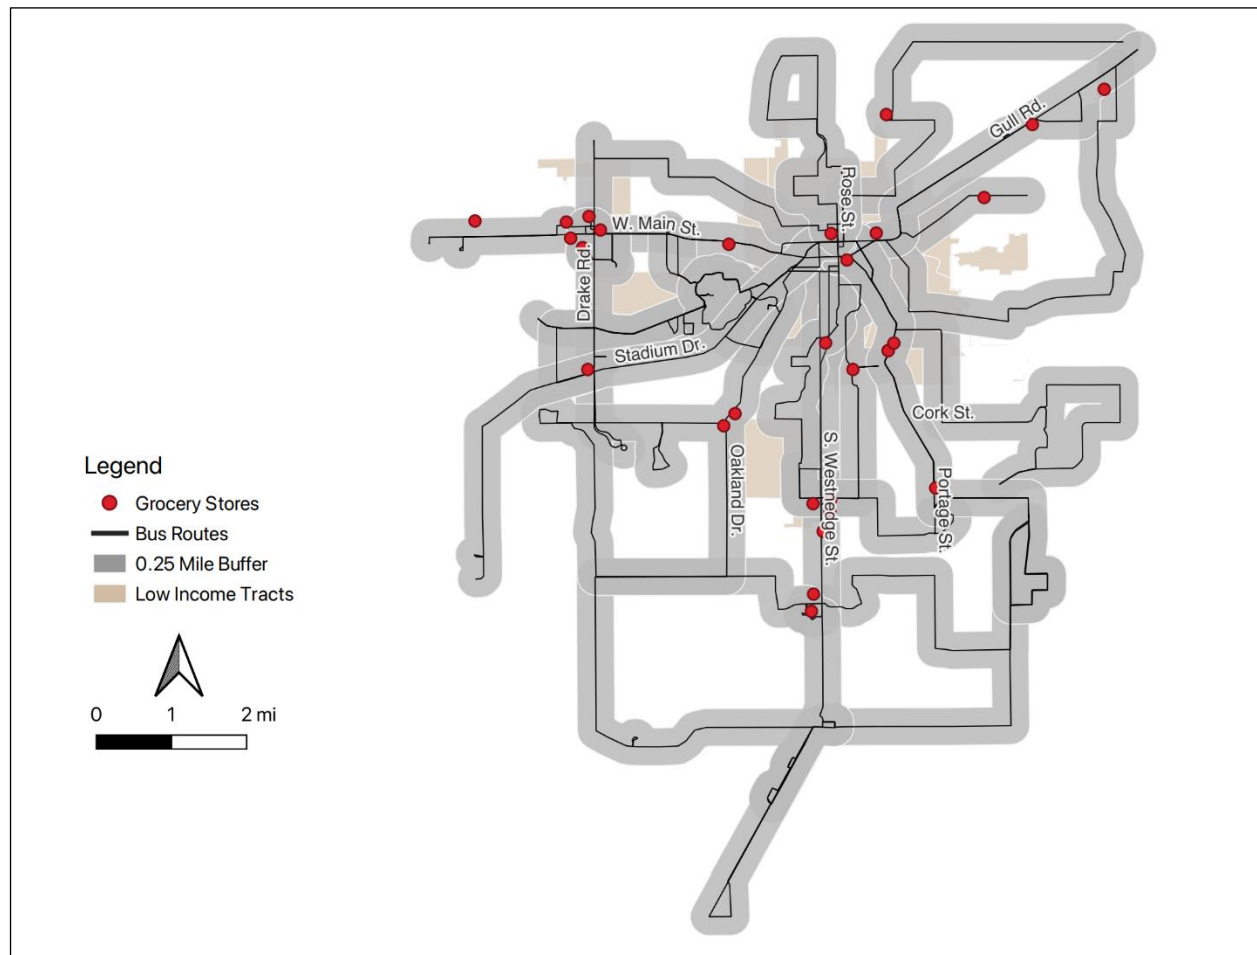 Gull Rd.
Rose St.
W. Main St.
Drake Rd.
Stadium Dr.
Cork St.
Oakland Dr.
S. Westnedge St.
Portage St.
Legend
Grocery Stores
Bus Routes
0.25 Mile Buffer
Low Income Tracts
0 1 2 mi